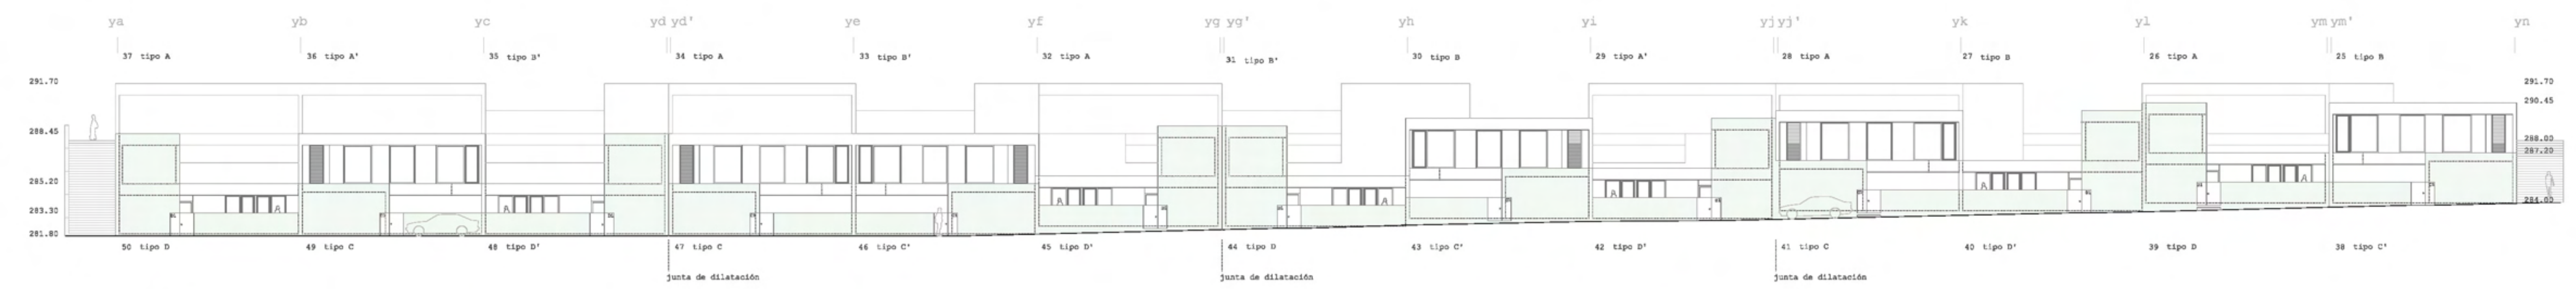 ya yb yc yd yd' ye yf yg yg' yh yi yj yj' yk yl ym ym' yn
37 tipo A 36 tipo A' 35 tipo B' 34 tipo A 33 tipo B' 32 tipo A 31 tipo B' 30 tipo B 29 tipo A' 28 tipo A 27 tipo B 26 tipo A 25 tipo B
291.70 291.70
290.45
288.45 288.00
287.20
285.20
283.30 284.00
281.80
50 tipo D 49 tipo C 48 tipo D' 47 tipo C 46 tipo C' 45 tipo D' 44 tipo D 43 tipo C' 42 tipo D' 41 tipo C 40 tipo D' 39 tipo D 38 tipo C'
junta de dilatación junta de dilatación junta de dilatación